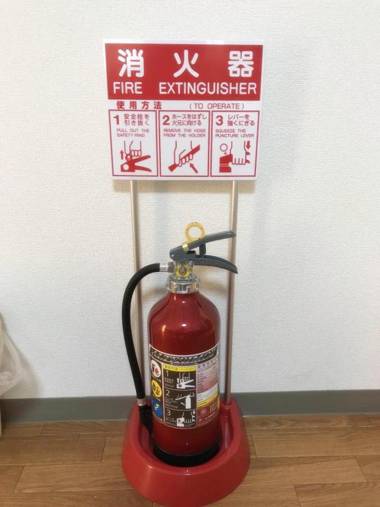 消火器
FIRE EXTINGUISHER
使用方法 (TO OPERATE)
1 安全栓を
引き抜く
PULL OUT THE
SAFETY RING
2 ホースをはずし
火元に向ける
REMOVE THE HOSE
FROM THE HOLDER
3 レバーを
強くにぎる
SQUEEZE THE
PUNCTURE LEVER
1
2
3